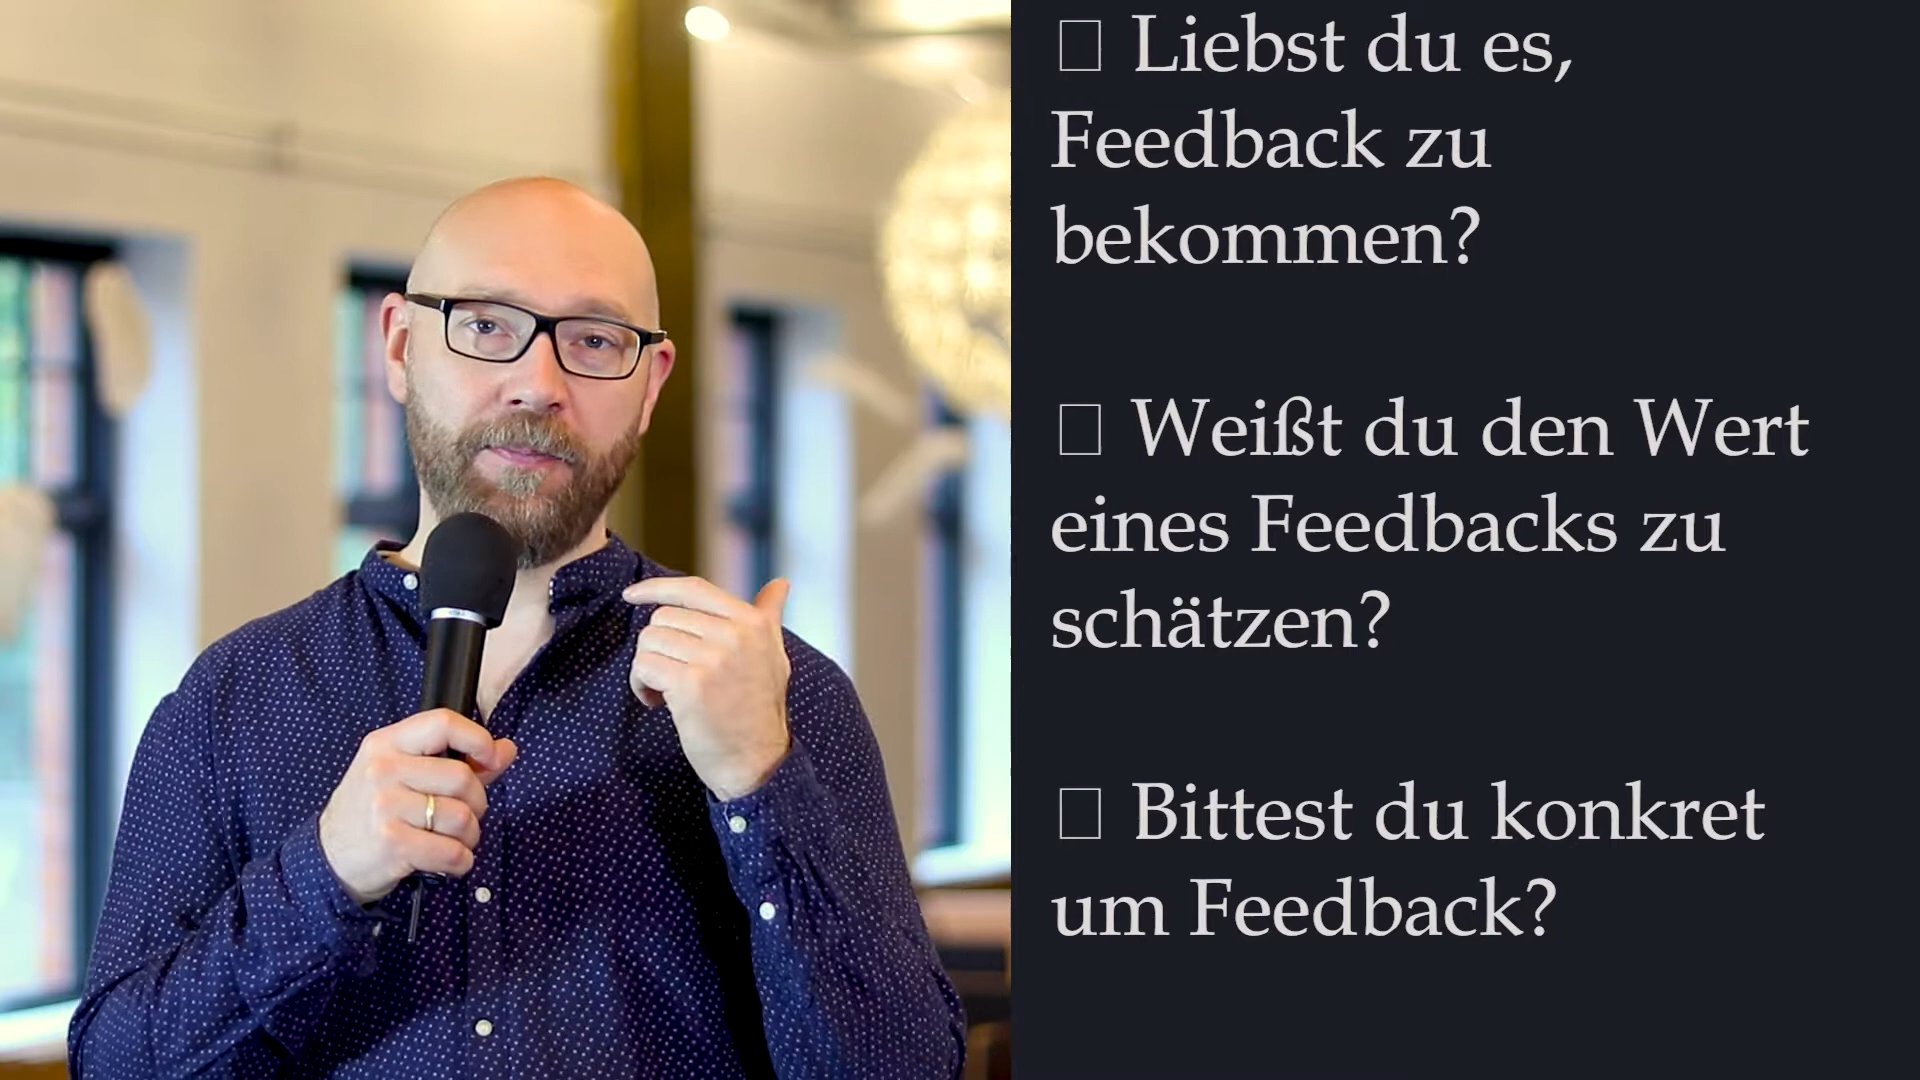 ☐ Liebst du es,
Feedback zu
bekommen?
☐ Weißt du den Wert
eines Feedbacks zu
schätzen?
☐ Bittest du konkret
um Feedback?